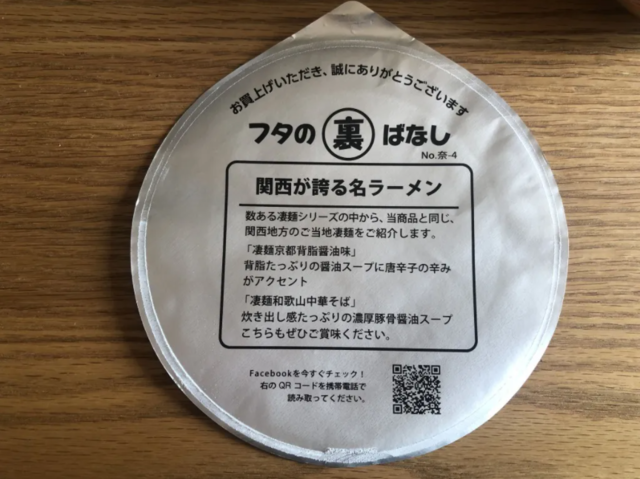 お買上げいただき、誠にありがとうございます
フタの裏ばなし
No.奈-4
関西が誇る名ラーメン
数ある凄麺シリーズの中から、当商品と同じ、
関西地方のご当地凄麺をご紹介します。
「凄麺京都背脂醤油味」
背脂たっぷりの醤油スープに唐辛子の辛み
がアクセント
「凄麺和歌山中華そば」
炊き出し感たっぷりの濃厚豚骨醤油スープ
こちらもぜひご賞味ください。
Facebookを今すぐチェック！
右のQRコードを携帯電話で
読み取ってください。